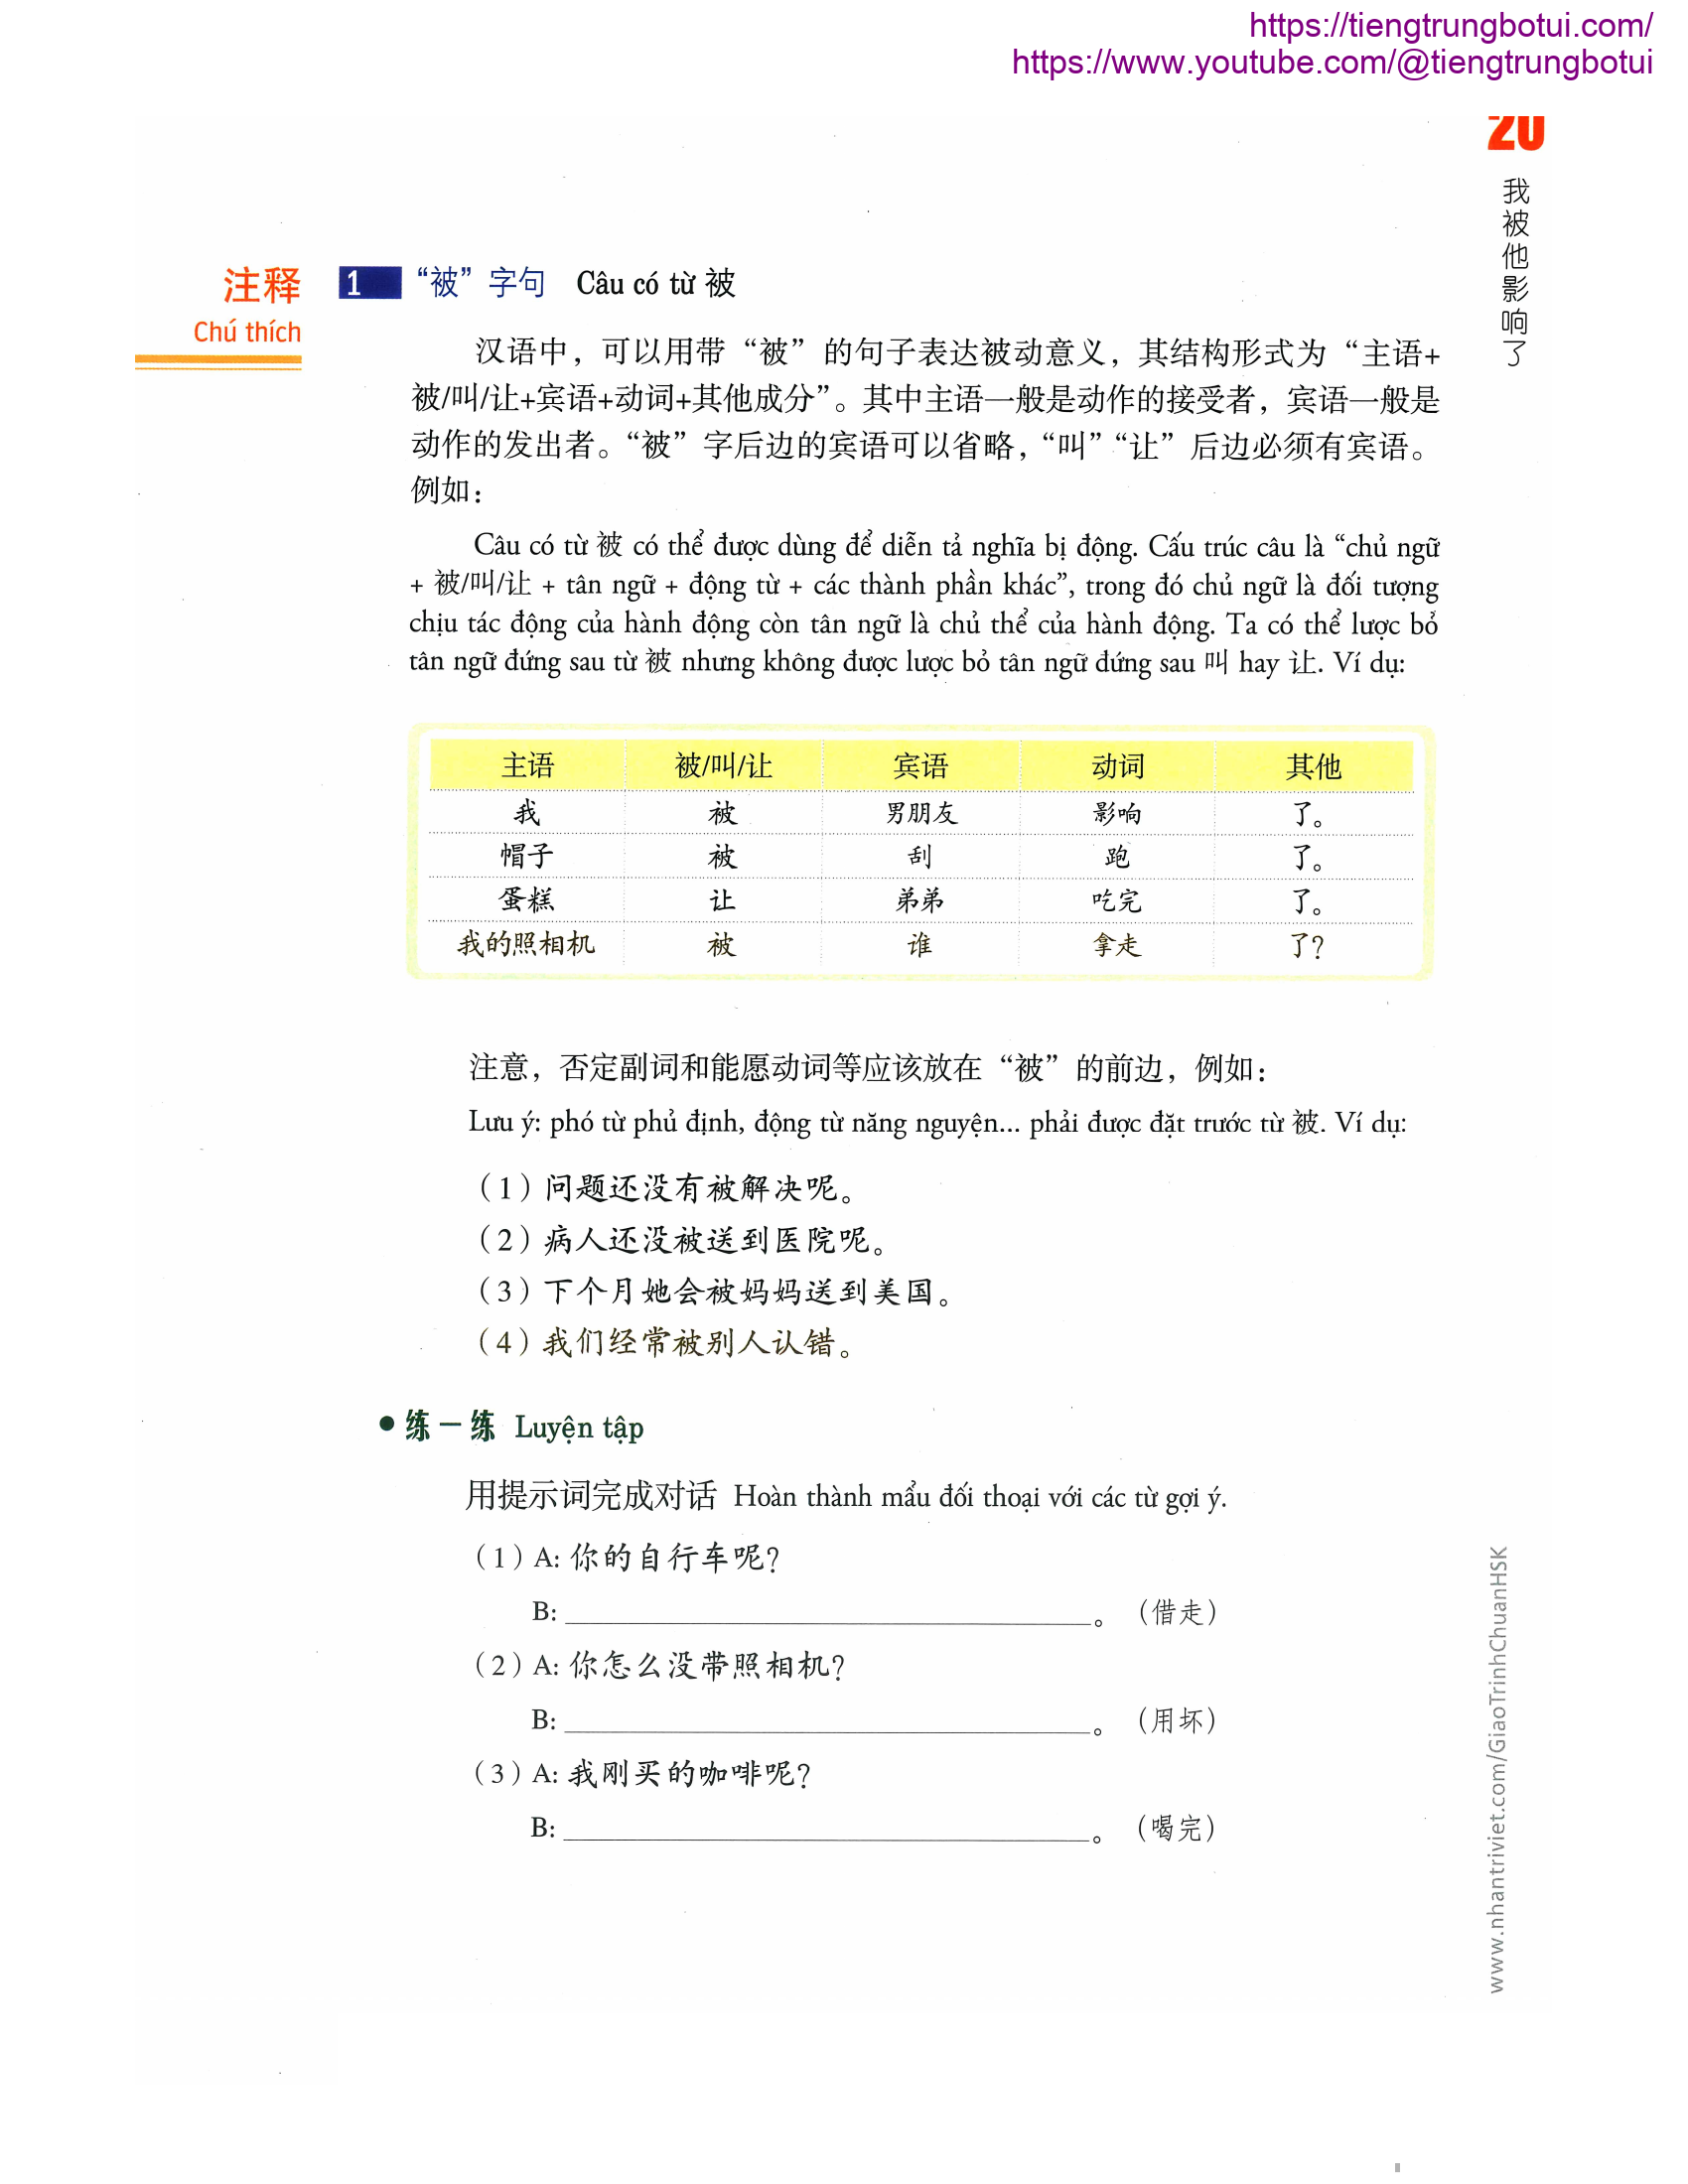 https://tiengtrungbotui.com/
https://www.youtube.com/@tiengtrungbotui
20
我被他影响了
注释
Chú thích
1 “被”字句 Câu có từ 被
汉语中，可以用带“被”的句子表达被动意义，其结构形式为“主语+
被/叫/让+宾语+动词+其他成分”。其中主语一般是动作的接受者，宾语一般是
动作的发出者。“被”字后边的宾语可以省略，“叫”“让”后边必须有宾语。
例如：
Câu có từ 被 có thể được dùng để diễn tả nghĩa bị động. Cấu trúc câu là “chủ ngữ
+ 被/叫/让 + tân ngữ + động từ + các thành phần khác”, trong đó chủ ngữ là đối tượng
chịu tác động của hành động còn tân ngữ là chủ thể của hành động. Ta có thể lược bỏ
tân ngữ đứng sau từ 被 nhưng không được lược bỏ tân ngữ đứng sau 叫 hay 让. Ví dụ:
主语 被/叫/让 宾语 动词 其他
我 被 男朋友 影响 了。
帽子 被 刮 跑 了。
蛋糕 让 弟弟 吃完 了。
我的照相机 被 谁 拿走 了？
注意，否定副词和能愿动词等应该放在“被”的前边，例如：
Lưu ý: phó từ phủ định, động từ năng nguyện... phải được đặt trước từ 被. Ví dụ:
（1）问题还没有被解决呢。
（2）病人还没被送到医院呢。
（3）下个月她会被妈妈送到美国。
（4）我们经常被别人认错。
● 练一练 Luyện tập
用提示词完成对话 Hoàn thành mẩu đối thoại với các từ gợi ý.
（1）A: 你的自行车呢？
B: ______。（借走）
（2）A: 你怎么没带照相机？
B: ______。（用坏）
（3）A: 我刚买的咖啡呢？
B: ______。（喝完）
www.nhantriviet.com/GiaoTrinhChuanHSK